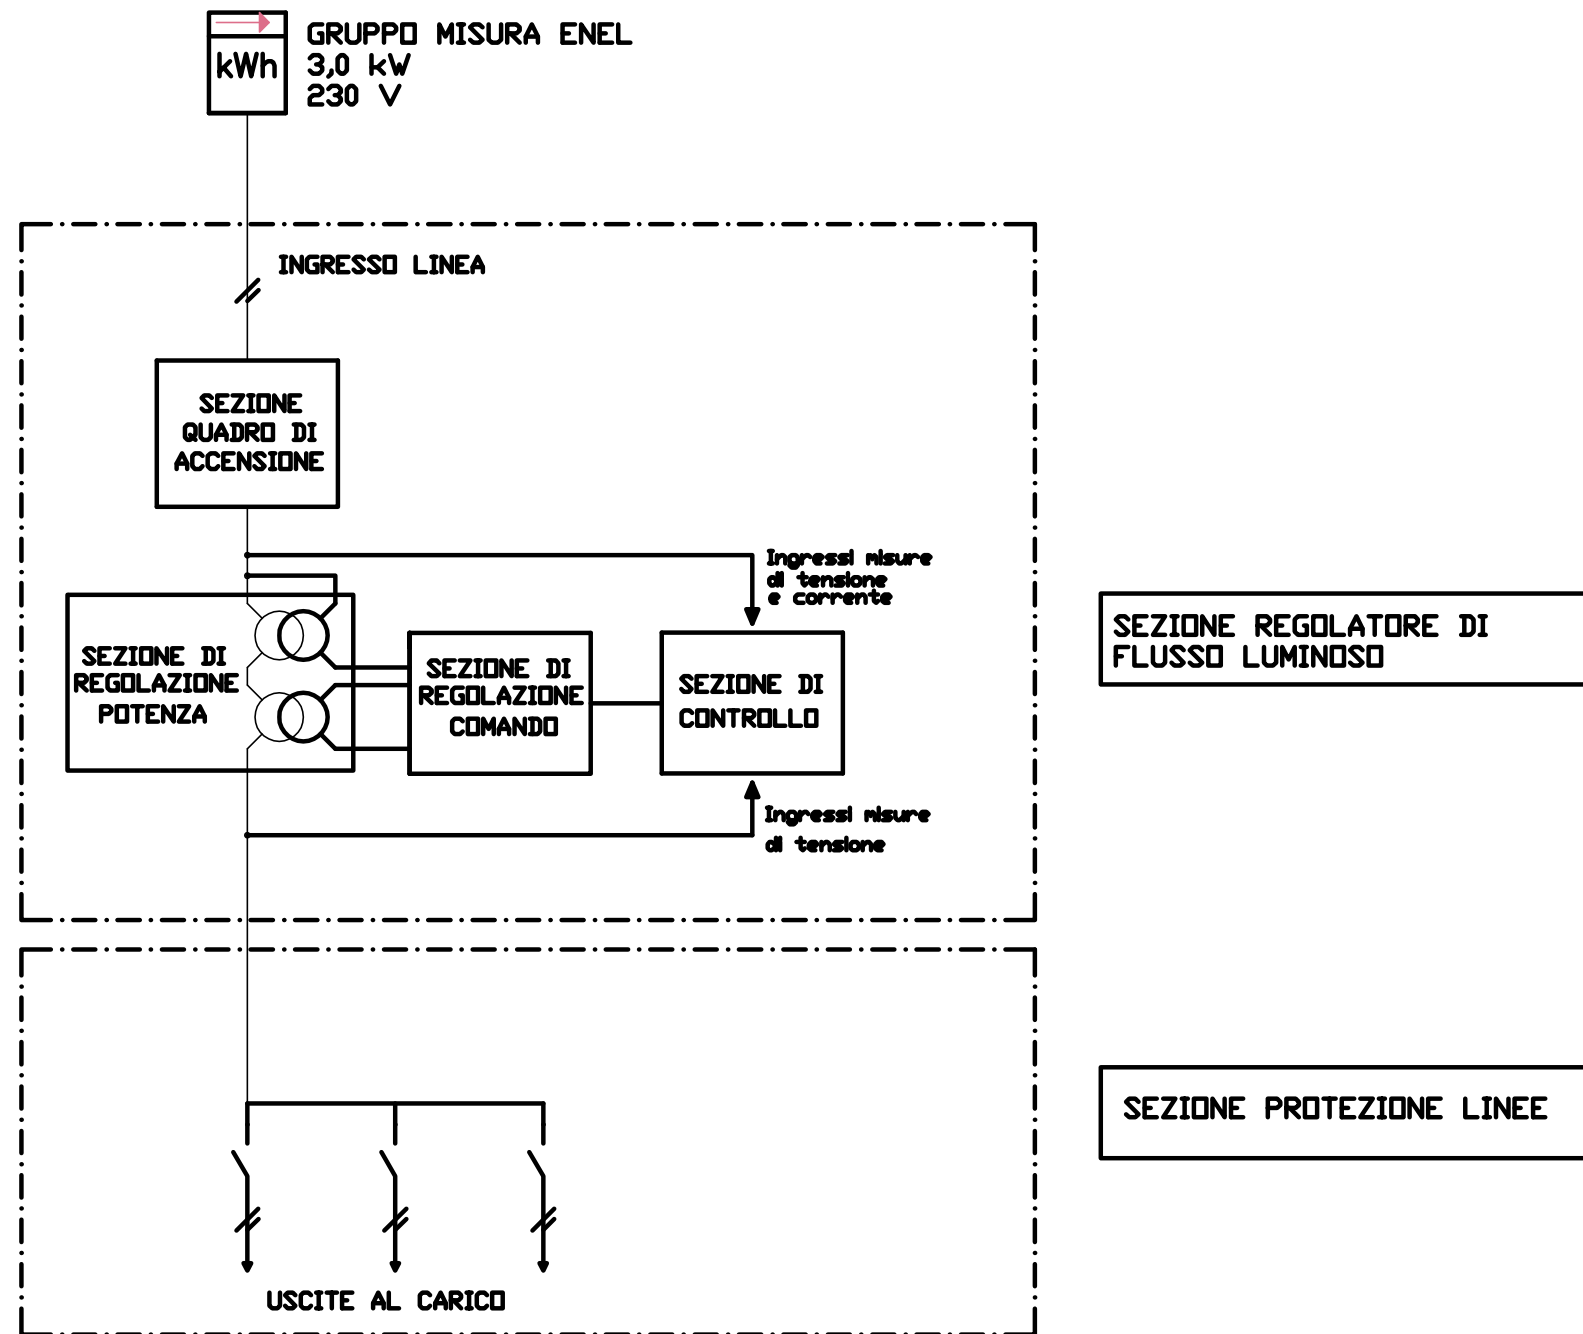 GRUPPO MISURA ENEL
3,0 kW
230 V
kWh
INGRESSO LINEA
SEZIONE
QUADRO DI
ACCENSIONE
Ingressi misure
di tensione
e corrente
SEZIONE DI
REGOLAZIONE
POTENZA
SEZIONE DI
REGOLAZIONE
COMANDO
SEZIONE DI
CONTROLLO
SEZIONE REGOLATORE DI
FLUSSO LUMINOSO
Ingressi misure
di tensione
SEZIONE PROTEZIONE LINEE
USCITE AL CARICO